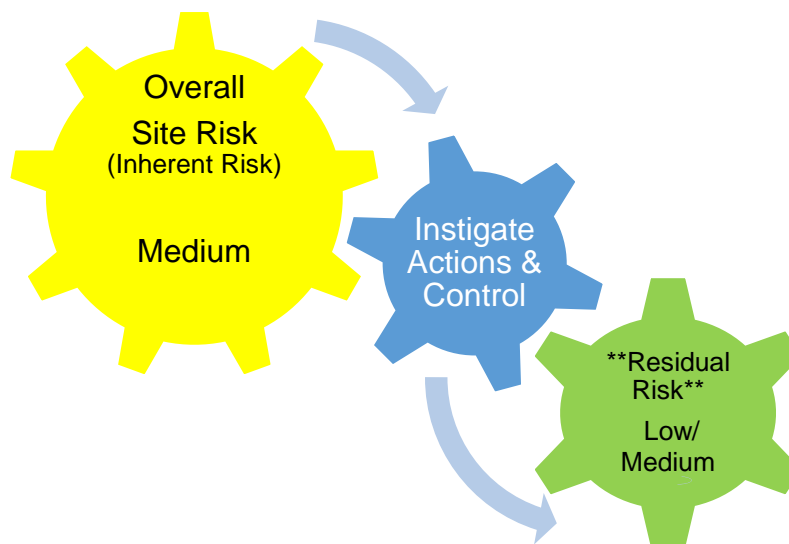 Overall
Site Risk
(Inherent Risk)
Medium
Instigate
Actions &
Control
**Residual
Risk**
Low/
Medium